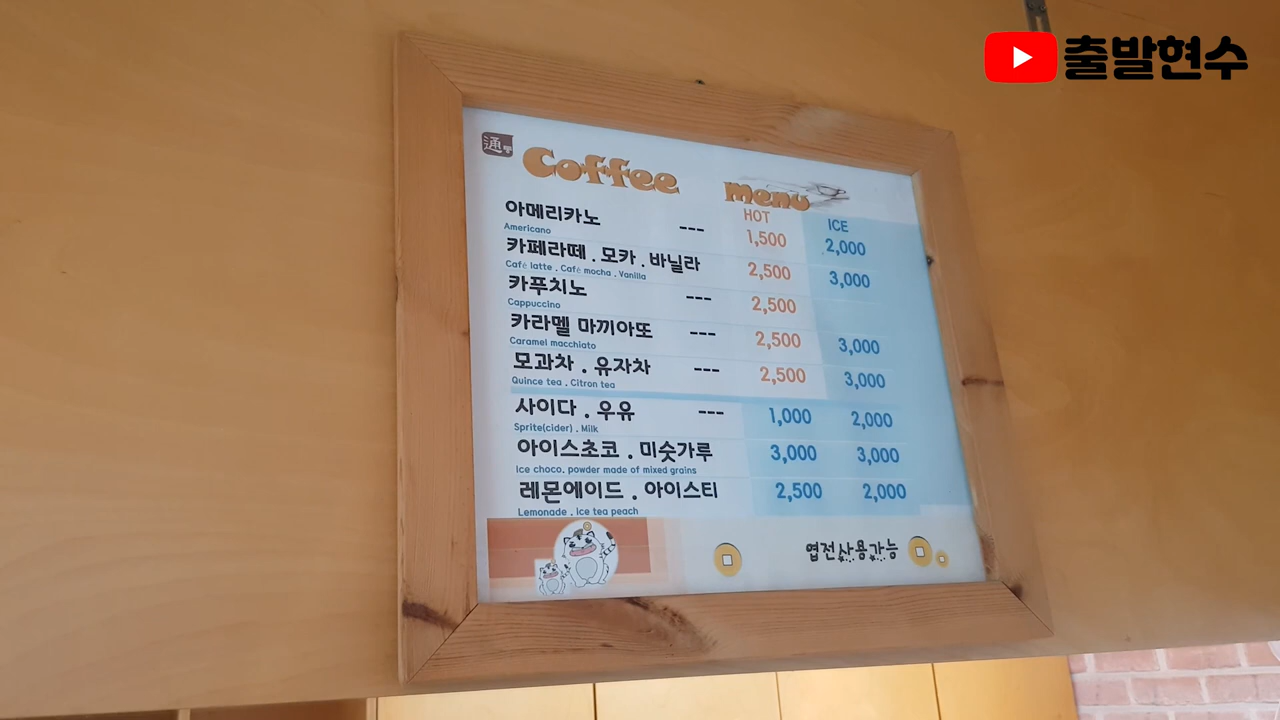 출발현수
通
Coffee menu
HOT ICE
아메리카노 --- 1,500 2,000
Americano
카페라떼 . 모카 . 바닐라 2,500 3,000
Café latte . Café mocha . Vanilla
카푸치노 --- 2,500
Cappuccino
카라멜 마끼아또 --- 2,500 3,000
Caramel macchiato
모과차 . 유자차 --- 2,500 3,000
Quince tea . Citron tea
사이다 . 우유 --- 1,000 2,000
Sprite(cider) . Milk
아이스초코 . 미숫가루 3,000 3,000
Ice choco. powder made of mixed grains
레몬에이드 . 아이스티 2,500 2,000
Lemonade . Ice tea peach
엽전사용가능